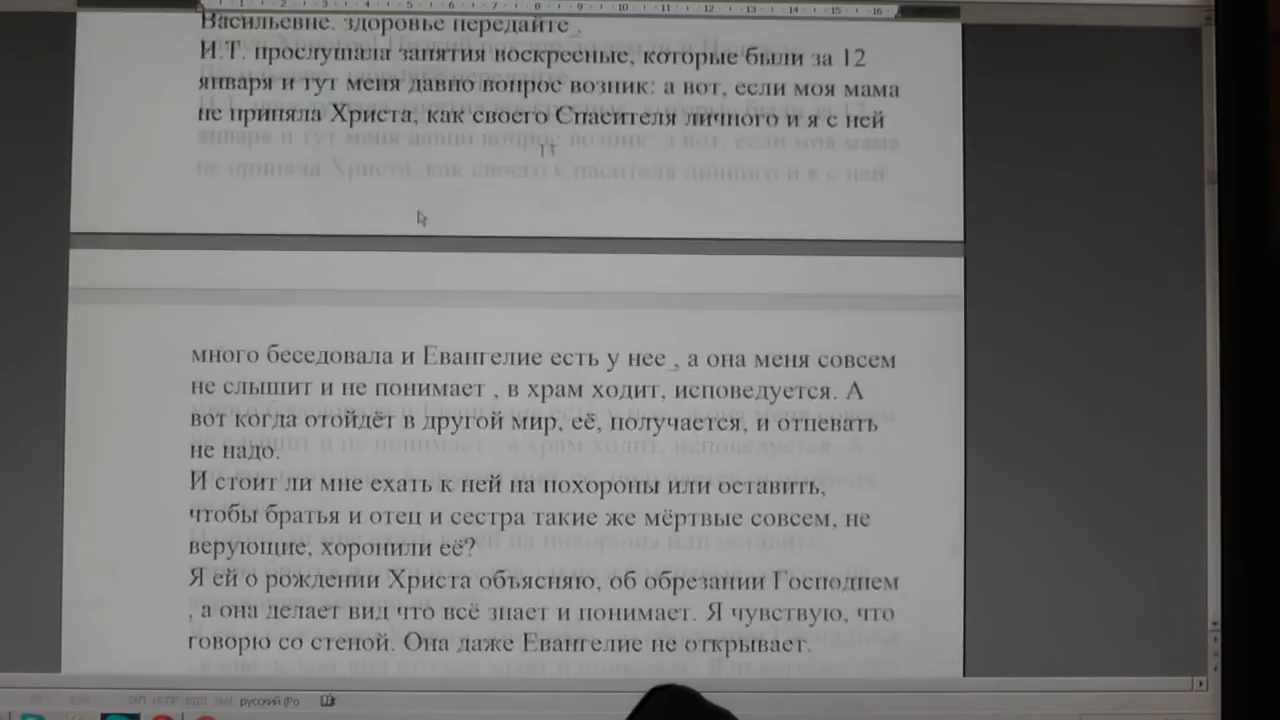 Васильевне. здоровье передайте .
И.Т. прослушала занятия воскресные, которые были за 12
января и тут меня давно вопрос возник: а вот, если моя мама
не приняла Христа, как своего Спасителя личного и я с ней
много беседовала и Евангелие есть у нее , а она меня совсем
не слышит и не понимает , в храм ходит, исповедуется. А
вот когда отойдёт в другой мир, её, получается, и отпевать
не надо.
И стоит ли мне ехать к ней на похороны или оставить,
чтобы братья и отец и сестра такие же мёртвые совсем, не
верующие, хоронили её?
Я ей о рождении Христа объясняю, об обрезании Господнем
, а она делает вид что всё знает и понимает. Я чувствую, что
говорю со стеной. Она даже Евангелие не открывает.
русский (Ро